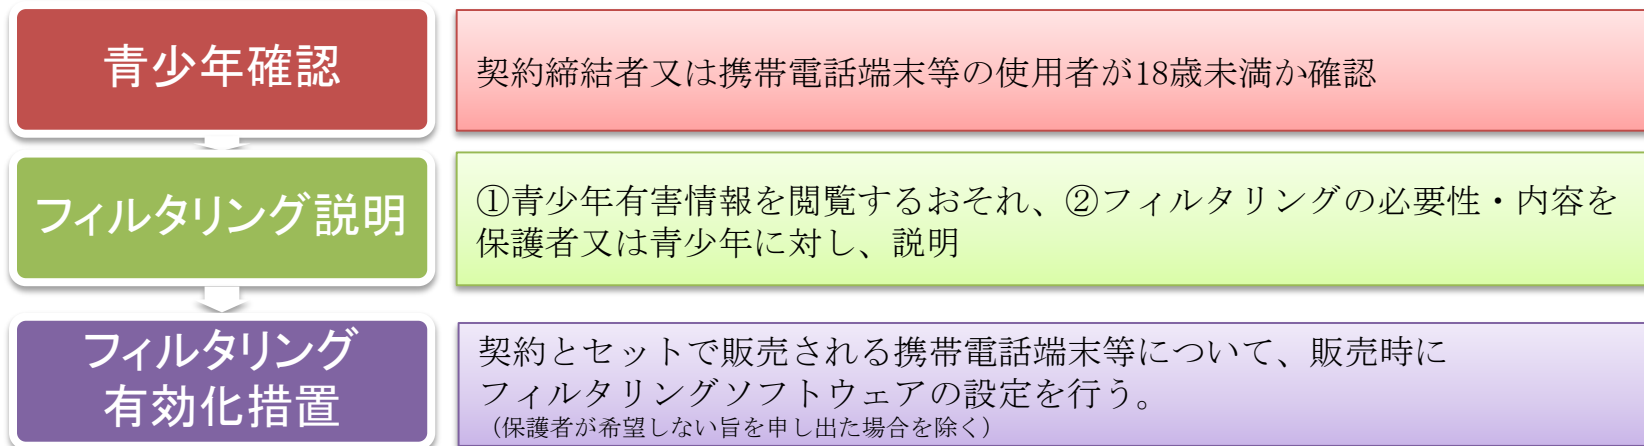 青少年確認
契約締結者又は携帯電話端末等の使用者が18歳未満か確認
フィルタリング説明
①青少年有害情報を閲覧するおそれ、②フィルタリングの必要性・内容を
保護者又は青少年に対し、説明
フィルタリング
有効化措置
契約とセットで販売される携帯電話端末等について、販売時に
フィルタリングソフトウェアの設定を行う。
（保護者が希望しない旨を申し出た場合を除く）